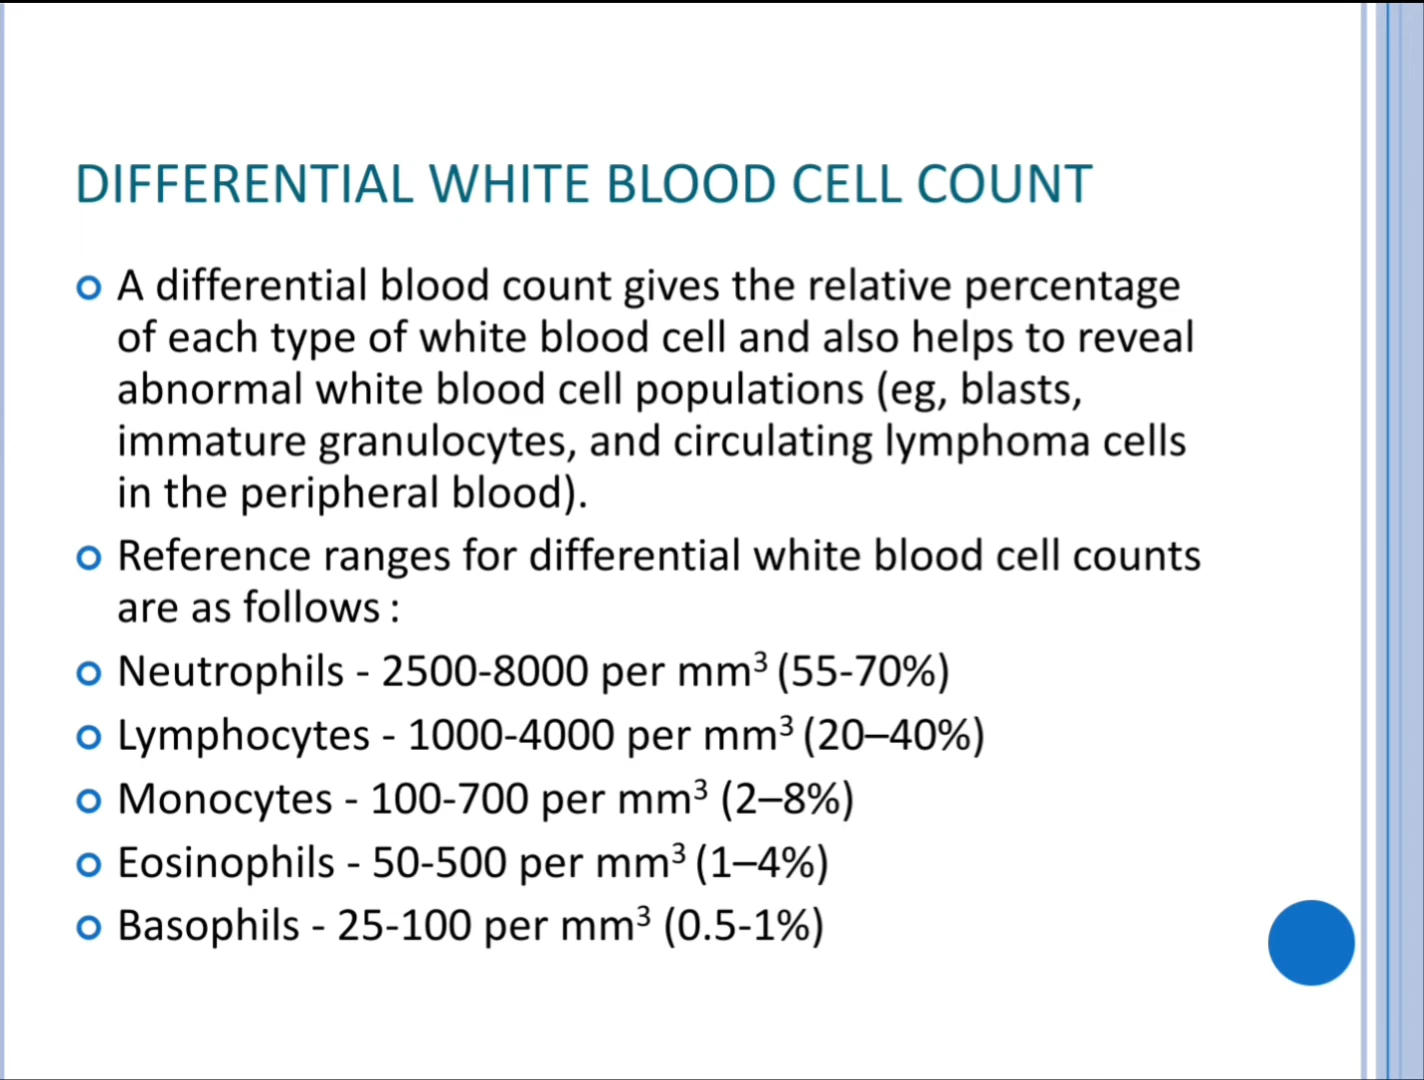 DIFFERENTIAL WHITE BLOOD CELL COUNT
A differential blood count gives the relative percentage
of each type of white blood cell and also helps to reveal
abnormal white blood cell populations (eg, blasts,
immature granulocytes, and circulating lymphoma cells
in the peripheral blood).
Reference ranges for differential white blood cell counts
are as follows :
Neutrophils - 2500-8000 per mm³ (55-70%)
Lymphocytes - 1000-4000 per mm³ (20–40%)
Monocytes - 100-700 per mm³ (2–8%)
Eosinophils - 50-500 per mm³ (1–4%)
Basophils - 25-100 per mm³ (0.5-1%)